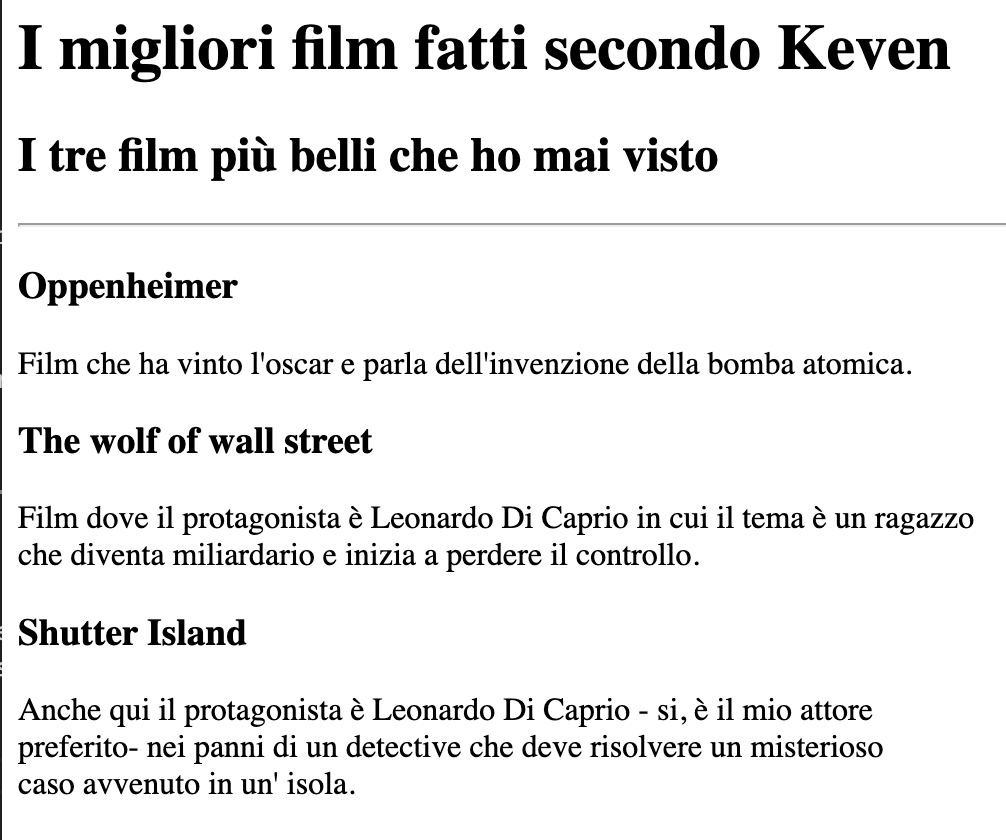 I migliori film fatti secondo Keven
I tre film più belli che ho mai visto
Oppenheimer
Film che ha vinto l'oscar e parla dell'invenzione della bomba atomica.
The wolf of wall street
Film dove il protagonista è Leonardo Di Caprio in cui il tema è un ragazzo
che diventa miliardario e inizia a perdere il controllo.
Shutter Island
Anche qui il protagonista è Leonardo Di Caprio - si, è il mio attore
preferito- nei panni di un detective che deve risolvere un misterioso
caso avvenuto in un' isola.